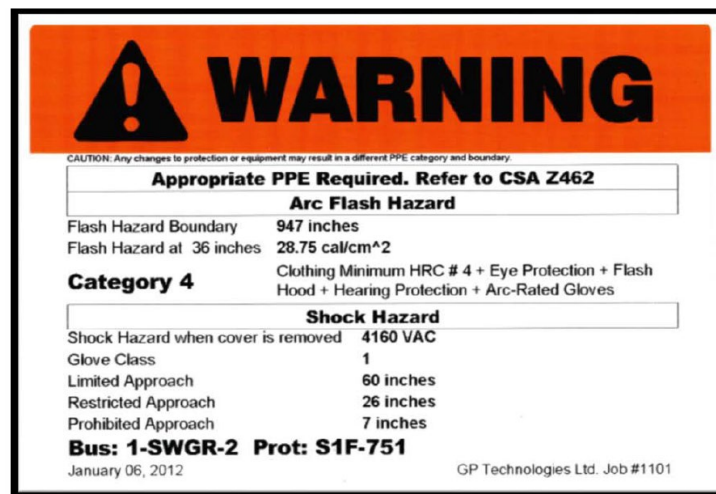 WARNING
CAUTION: Any changes to protection or equipment may result in a different PPE category and boundary.
Appropriate PPE Required. Refer to CSA Z462
Arc Flash Hazard
Flash Hazard Boundary 947 inches
Flash Hazard at 36 inches 28.75 cal/cm^2
Category 4 Clothing Minimum HRC # 4 + Eye Protection + Flash
Hood + Hearing Protection + Arc-Rated Gloves
Shock Hazard
Shock Hazard when cover is removed 4160 VAC
Glove Class 1
Limited Approach 60 inches
Restricted Approach 26 inches
Prohibited Approach 7 inches
Bus: 1-SWGR-2 Prot: S1F-751
January 06, 2012 GP Technologies Ltd. Job #1101